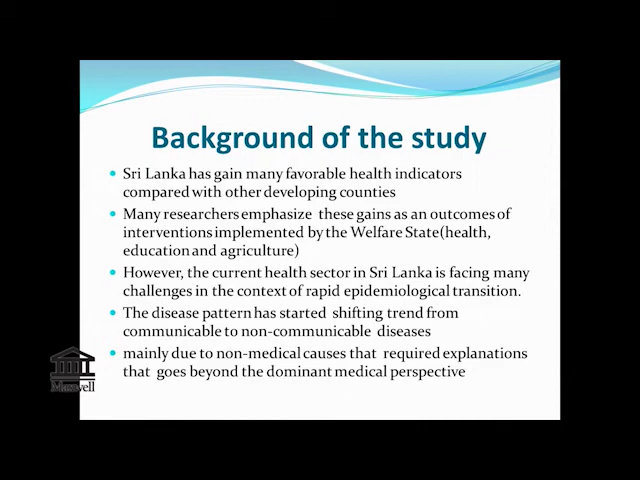 Background of the study
Sri Lanka has gain many favorable health indicators
compared with other developing counties
Many researchers emphasize these gains as an outcomes of
interventions implemented by the Welfare State(health,
education and agriculture)
However, the current health sector in Sri Lanka is facing many
challenges in the context of rapid epidemiological transition.
The disease pattern has started shifting trend from
communicable to non-communicable diseases
mainly due to non-medical causes that required explanations
that goes beyond the dominant medical perspective
Maxwell